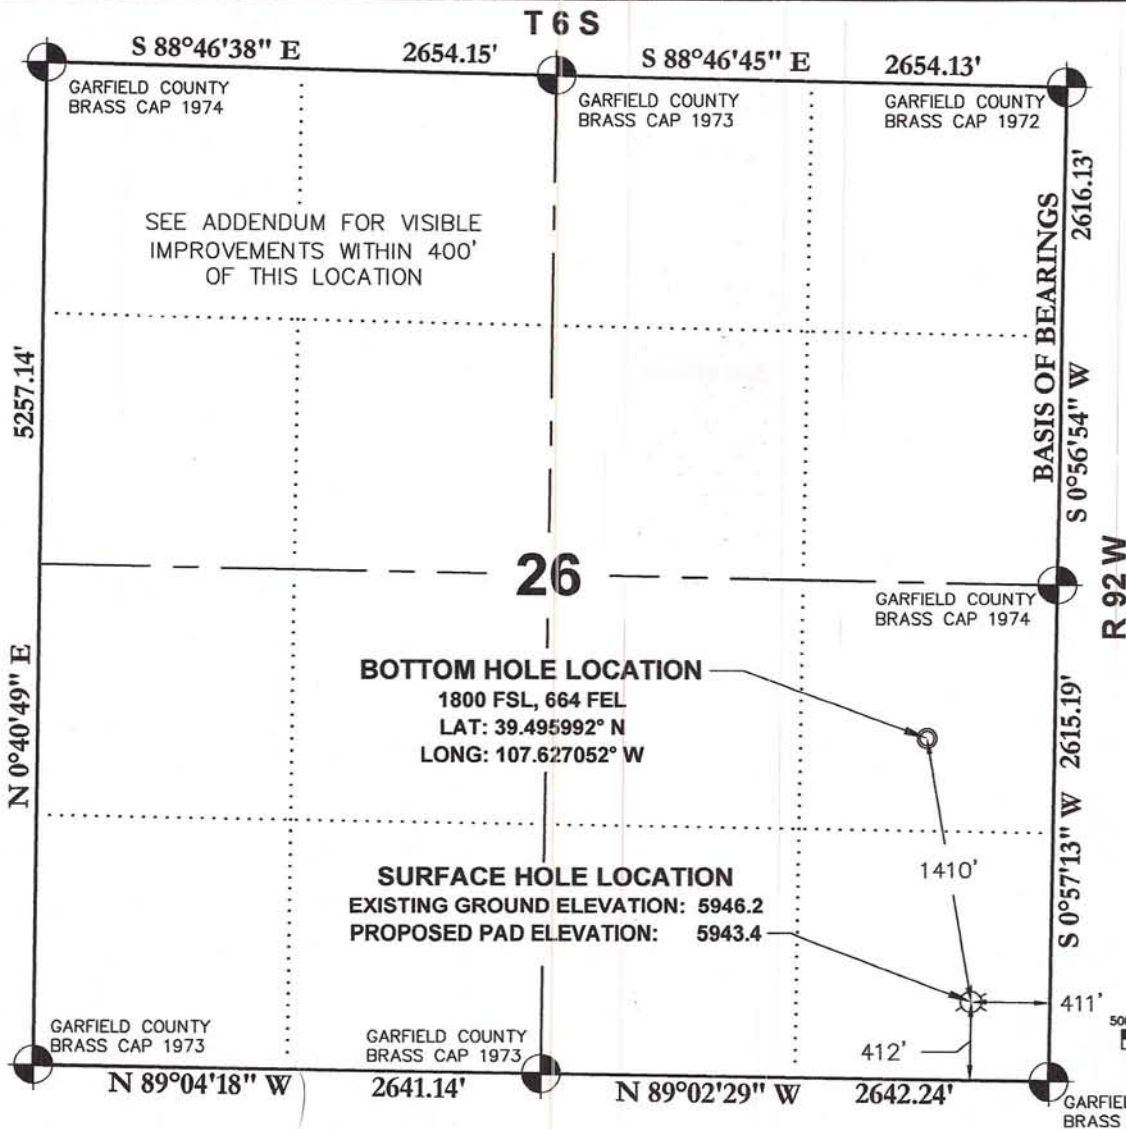 T 6 S
S 88°46'38" E 2654.15' S 88°46'45" E 2654.13'
GARFIELD COUNTY
BRASS CAP 1974
GARFIELD COUNTY
BRASS CAP 1973
GARFIELD COUNTY
BRASS CAP 1972
SEE ADDENDUM FOR VISIBLE
IMPROVEMENTS WITHIN 400'
OF THIS LOCATION
2616.13'
BASIS OF BEARINGS
S 0°56'54" W
5257.14'
N 0°40'49" E
26
R 92 W
GARFIELD COUNTY
BRASS CAP 1974
BOTTOM HOLE LOCATION
1800 FSL, 664 FEL
LAT: 39.495992° N
LONG: 107.627052° W
2615.19'
S 0°57'13" W
1410'
SURFACE HOLE LOCATION
EXISTING GROUND ELEVATION: 5946.2
PROPOSED PAD ELEVATION: 5943.4
411'
412'
GARFIELD COUNTY
BRASS CAP 1973
GARFIELD COUNTY
BRASS CAP 1973
N 89°04'18" W 2641.14' N 89°02'29" W 2642.24'
BRASS